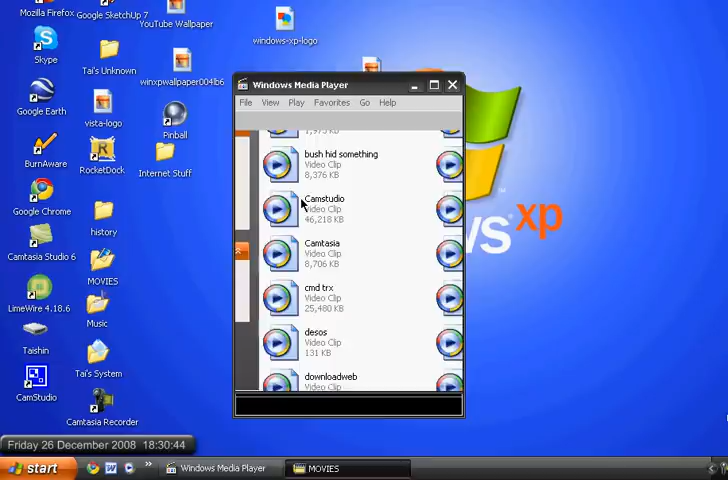 Mozilla Firefox
Google SketchUp 7
YouTube Wallpaper
windows-xp-logo
Skype
Tai's Unknown
winxpwallpaper004lb6
Google Earth
vista-logo
Pinball
BurnAware
RocketDock
Internet Stuff
Google Chrome
history
Camtasia Studio 6
MOVIES
LimeWire 4.18.6
Music
Taishin
Tai's System
CamStudio
Camtasia Recorder
Windows Media Player
File View Play Favorites Go Help
1,975 KB
bush hid something
Video Clip
8,376 KB
Camstudio
Video Clip
46,218 KB
Camtasia
Video Clip
8,706 KB
cmd trx
Video Clip
25,480 KB
desos
Video Clip
131 KB
downloadweb
Video Clip
ws xp
Friday 26 December 2008 18:30:44
start
Windows Media Player
MOVIES